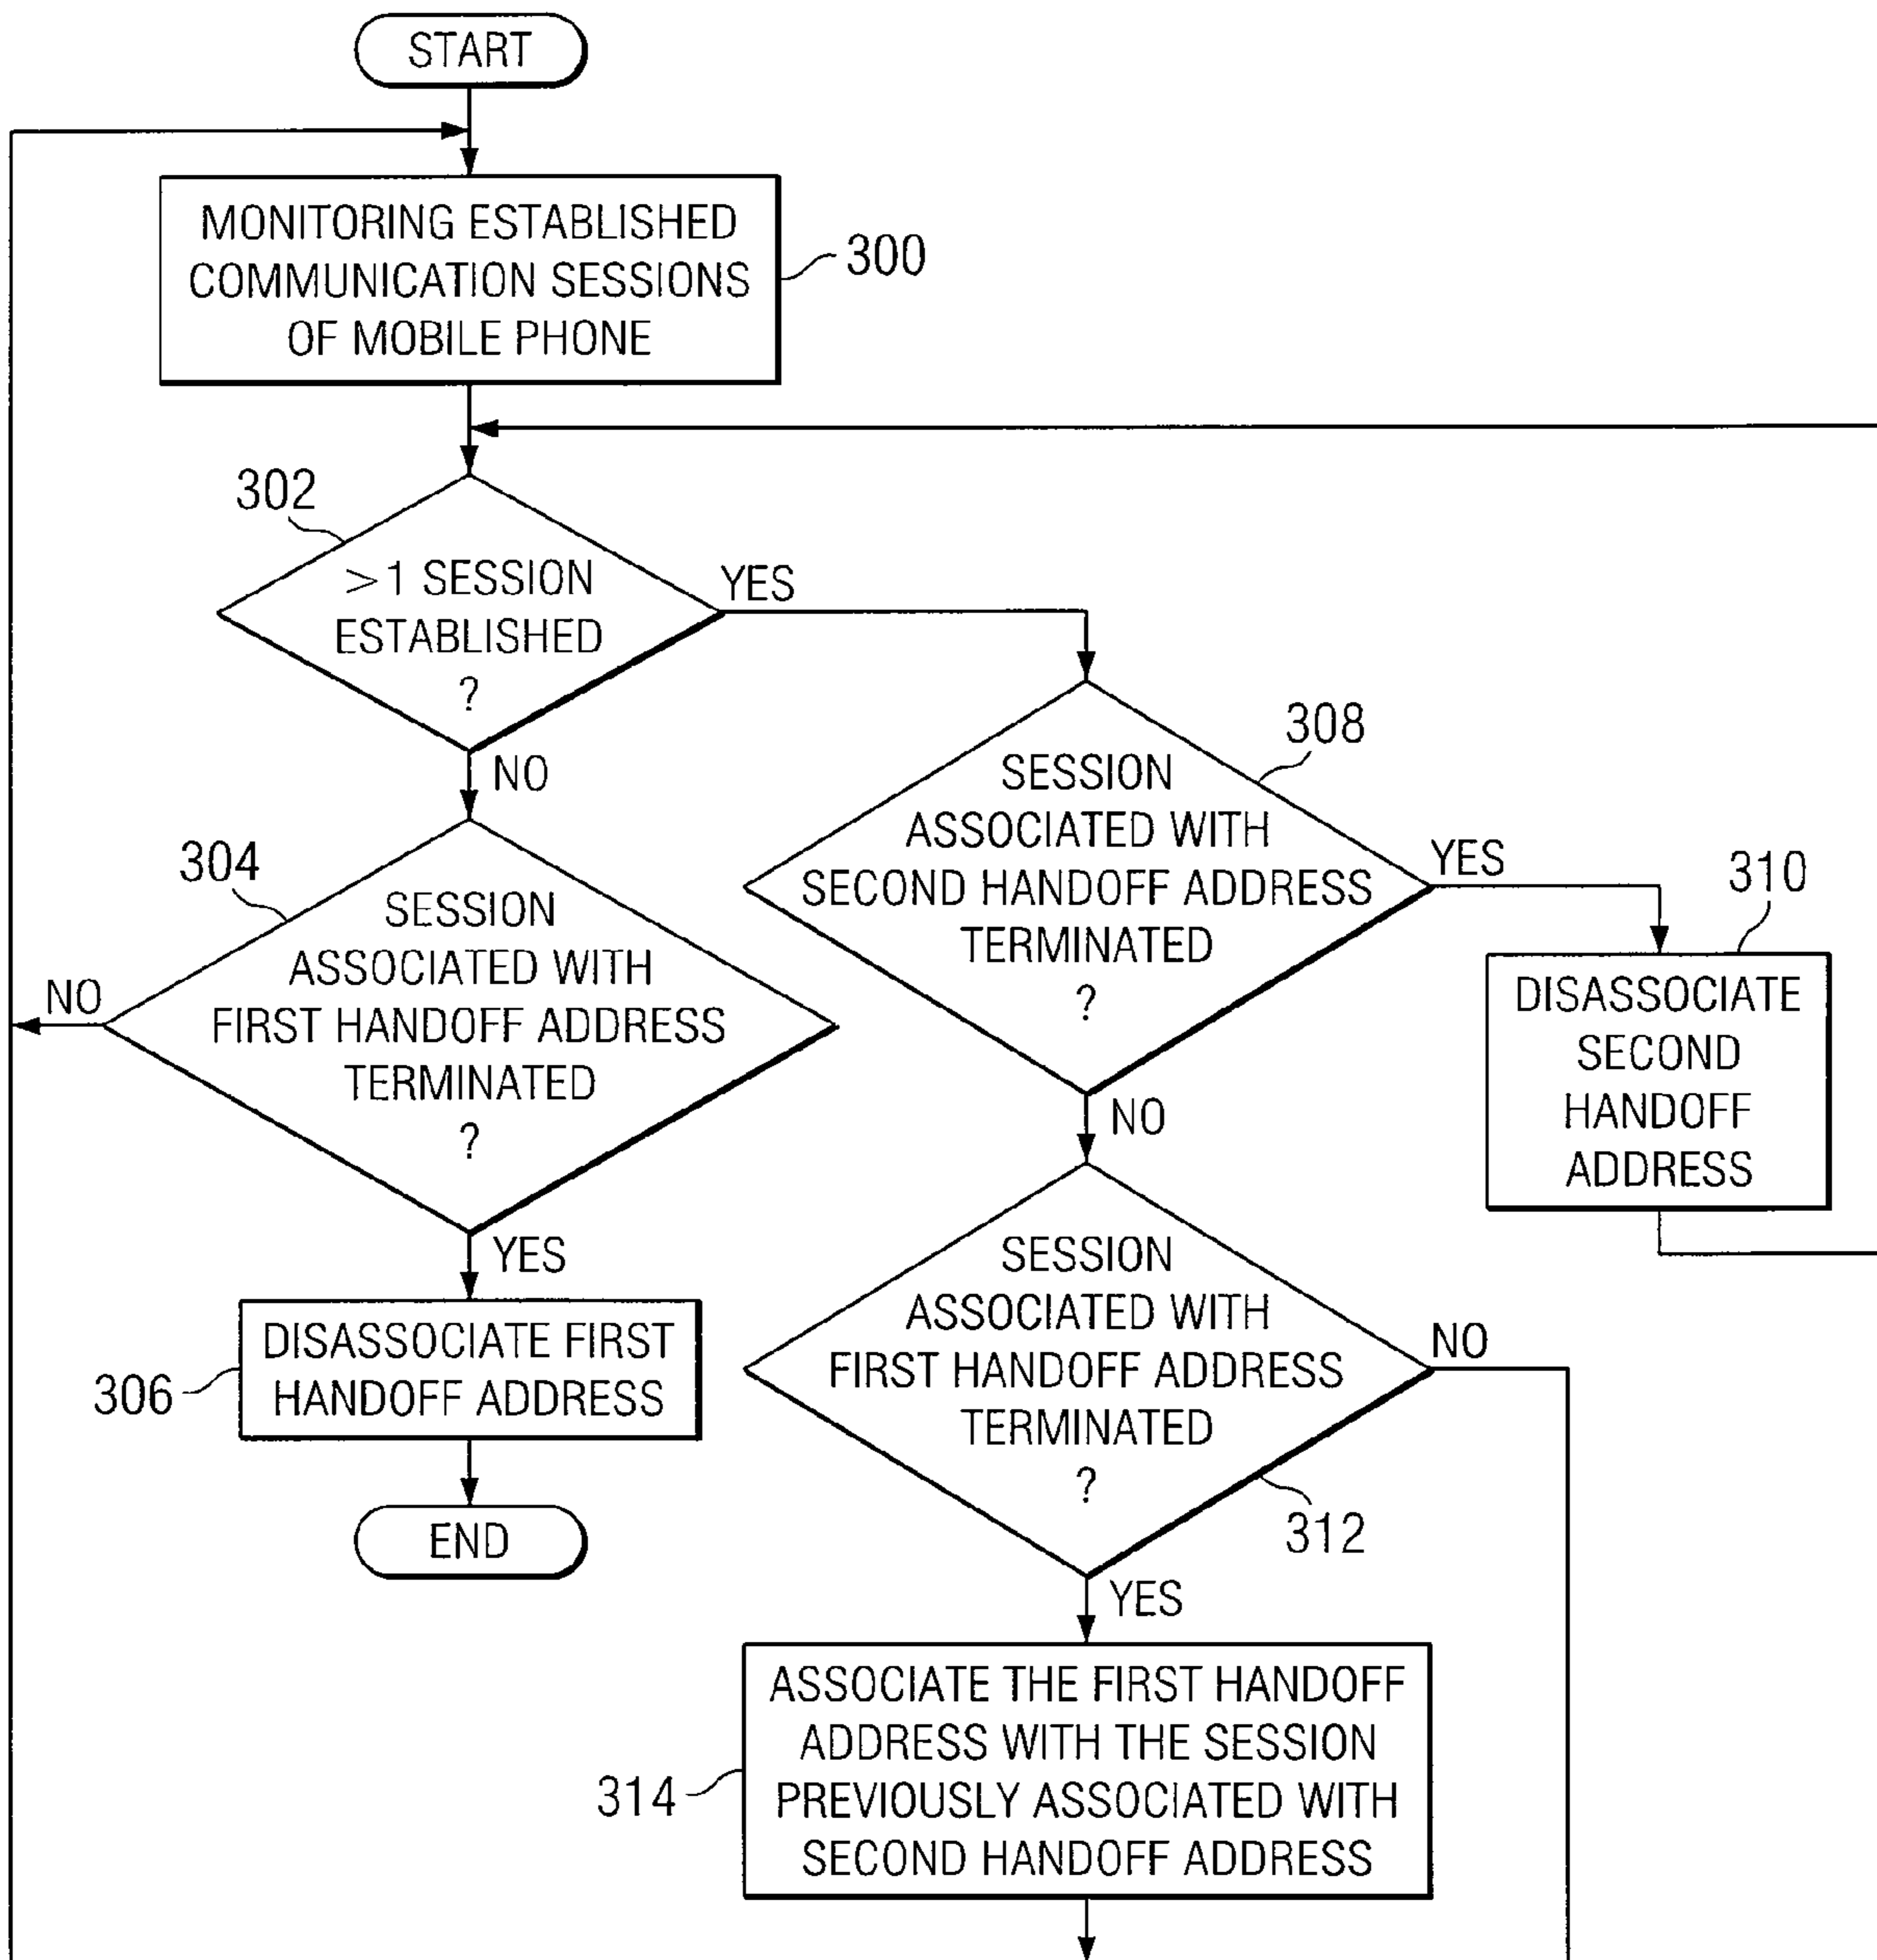 START
MONITORING ESTABLISHED
COMMUNICATION SESSIONS
OF MOBILE PHONE
300
302
>1 SESSION
ESTABLISHED
?
YES
NO
304
SESSION
ASSOCIATED WITH
FIRST HANDOFF ADDRESS
TERMINATED
?
NO
YES
306
DISASSOCIATE FIRST
HANDOFF ADDRESS
END
308
SESSION
ASSOCIATED WITH
SECOND HANDOFF ADDRESS
TERMINATED
?
YES
NO
310
DISASSOCIATE
SECOND
HANDOFF
ADDRESS
SESSION
ASSOCIATED WITH
FIRST HANDOFF ADDRESS
TERMINATED
?
NO
312
YES
314
ASSOCIATE THE FIRST HANDOFF
ADDRESS WITH THE SESSION
PREVIOUSLY ASSOCIATED WITH
SECOND HANDOFF ADDRESS